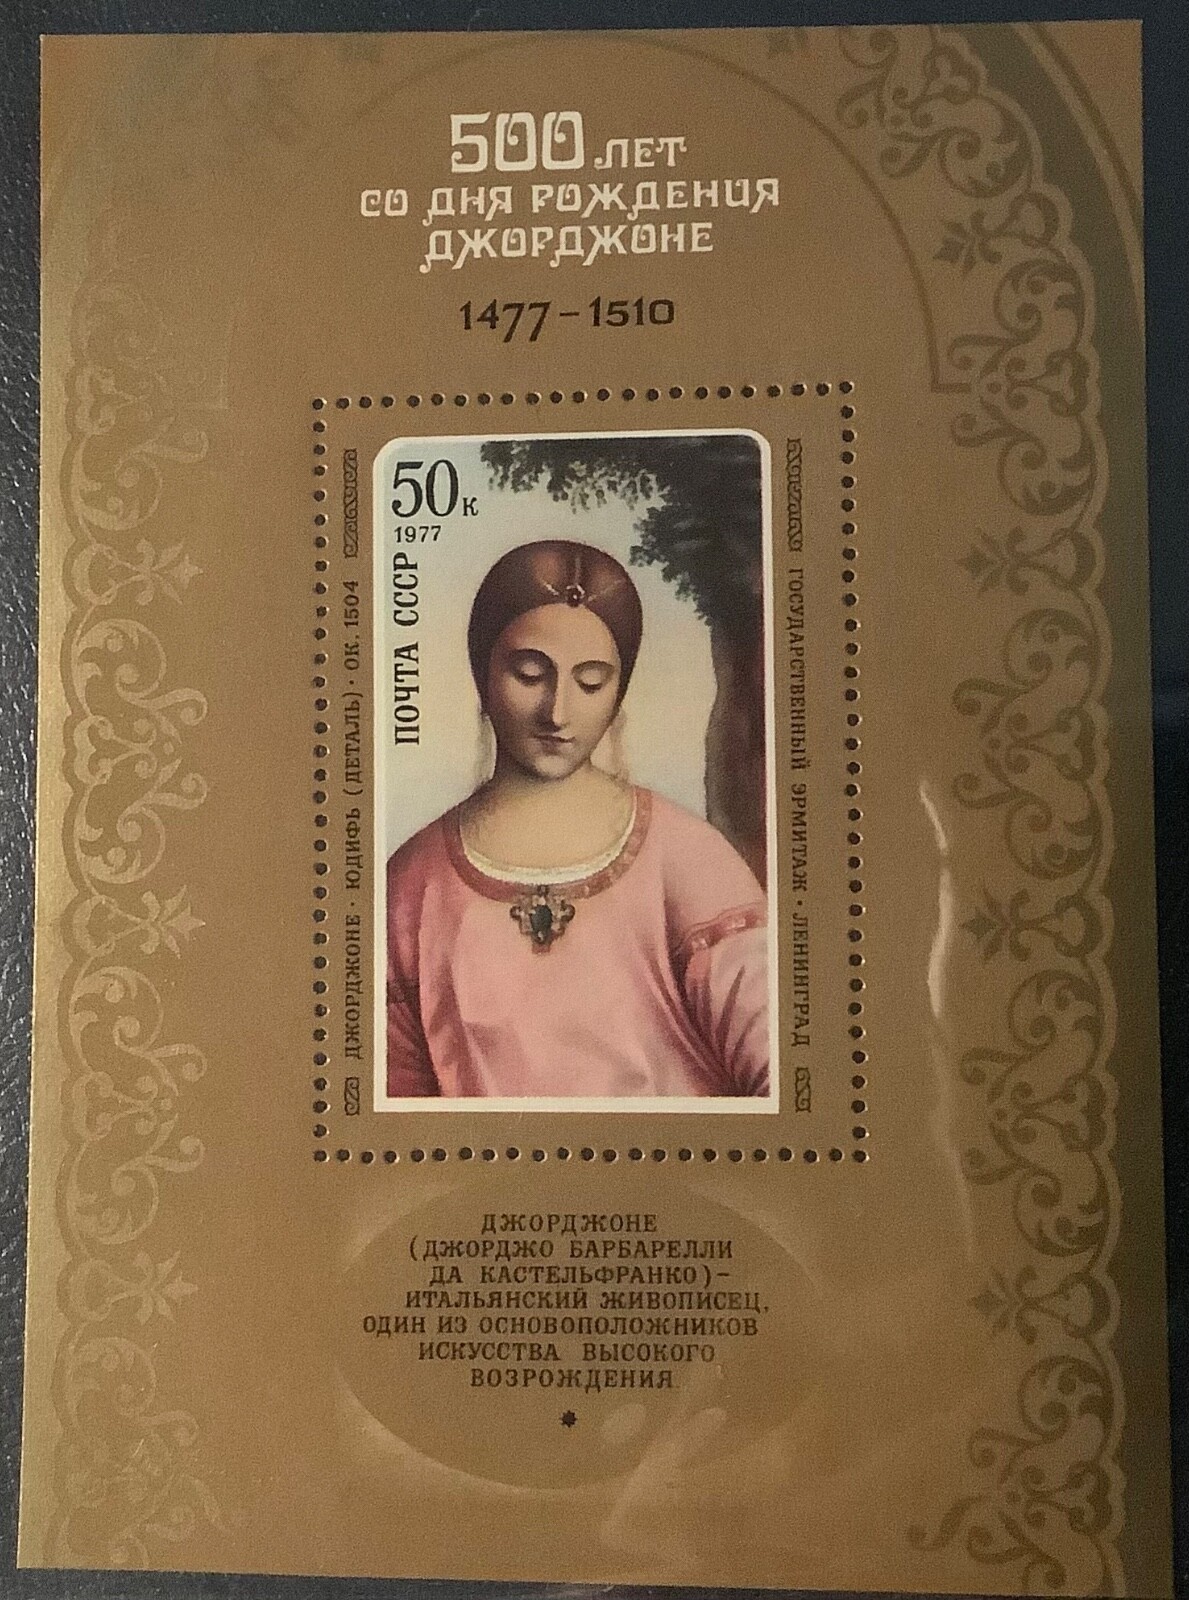 500 ЛЕТ
СО ДНЯ РОЖДЕНИЯ
ДЖОРДЖОНЕ
1477–1510
50 К
1977
ПОЧТА СССР
ДЖОРДЖОНЕ · ЮДИФЬ (ДЕТАЛЬ) · ОК. 1504
ГОСУДАРСТВЕННЫЙ ЭРМИТАЖ · ЛЕНИНГРАД
ДЖОРДЖОНЕ
(ДЖОРДЖО БАРБАРЕЛЛИ
ДА КАСТЕЛЬФРАНКО)–
ИТАЛЬЯНСКИЙ ЖИВОПИСЕЦ,
ОДИН ИЗ ОСНОВОПОЛОЖНИКОВ
ИСКУССТВА ВЫСОКОГО
ВОЗРОЖДЕНИЯ.